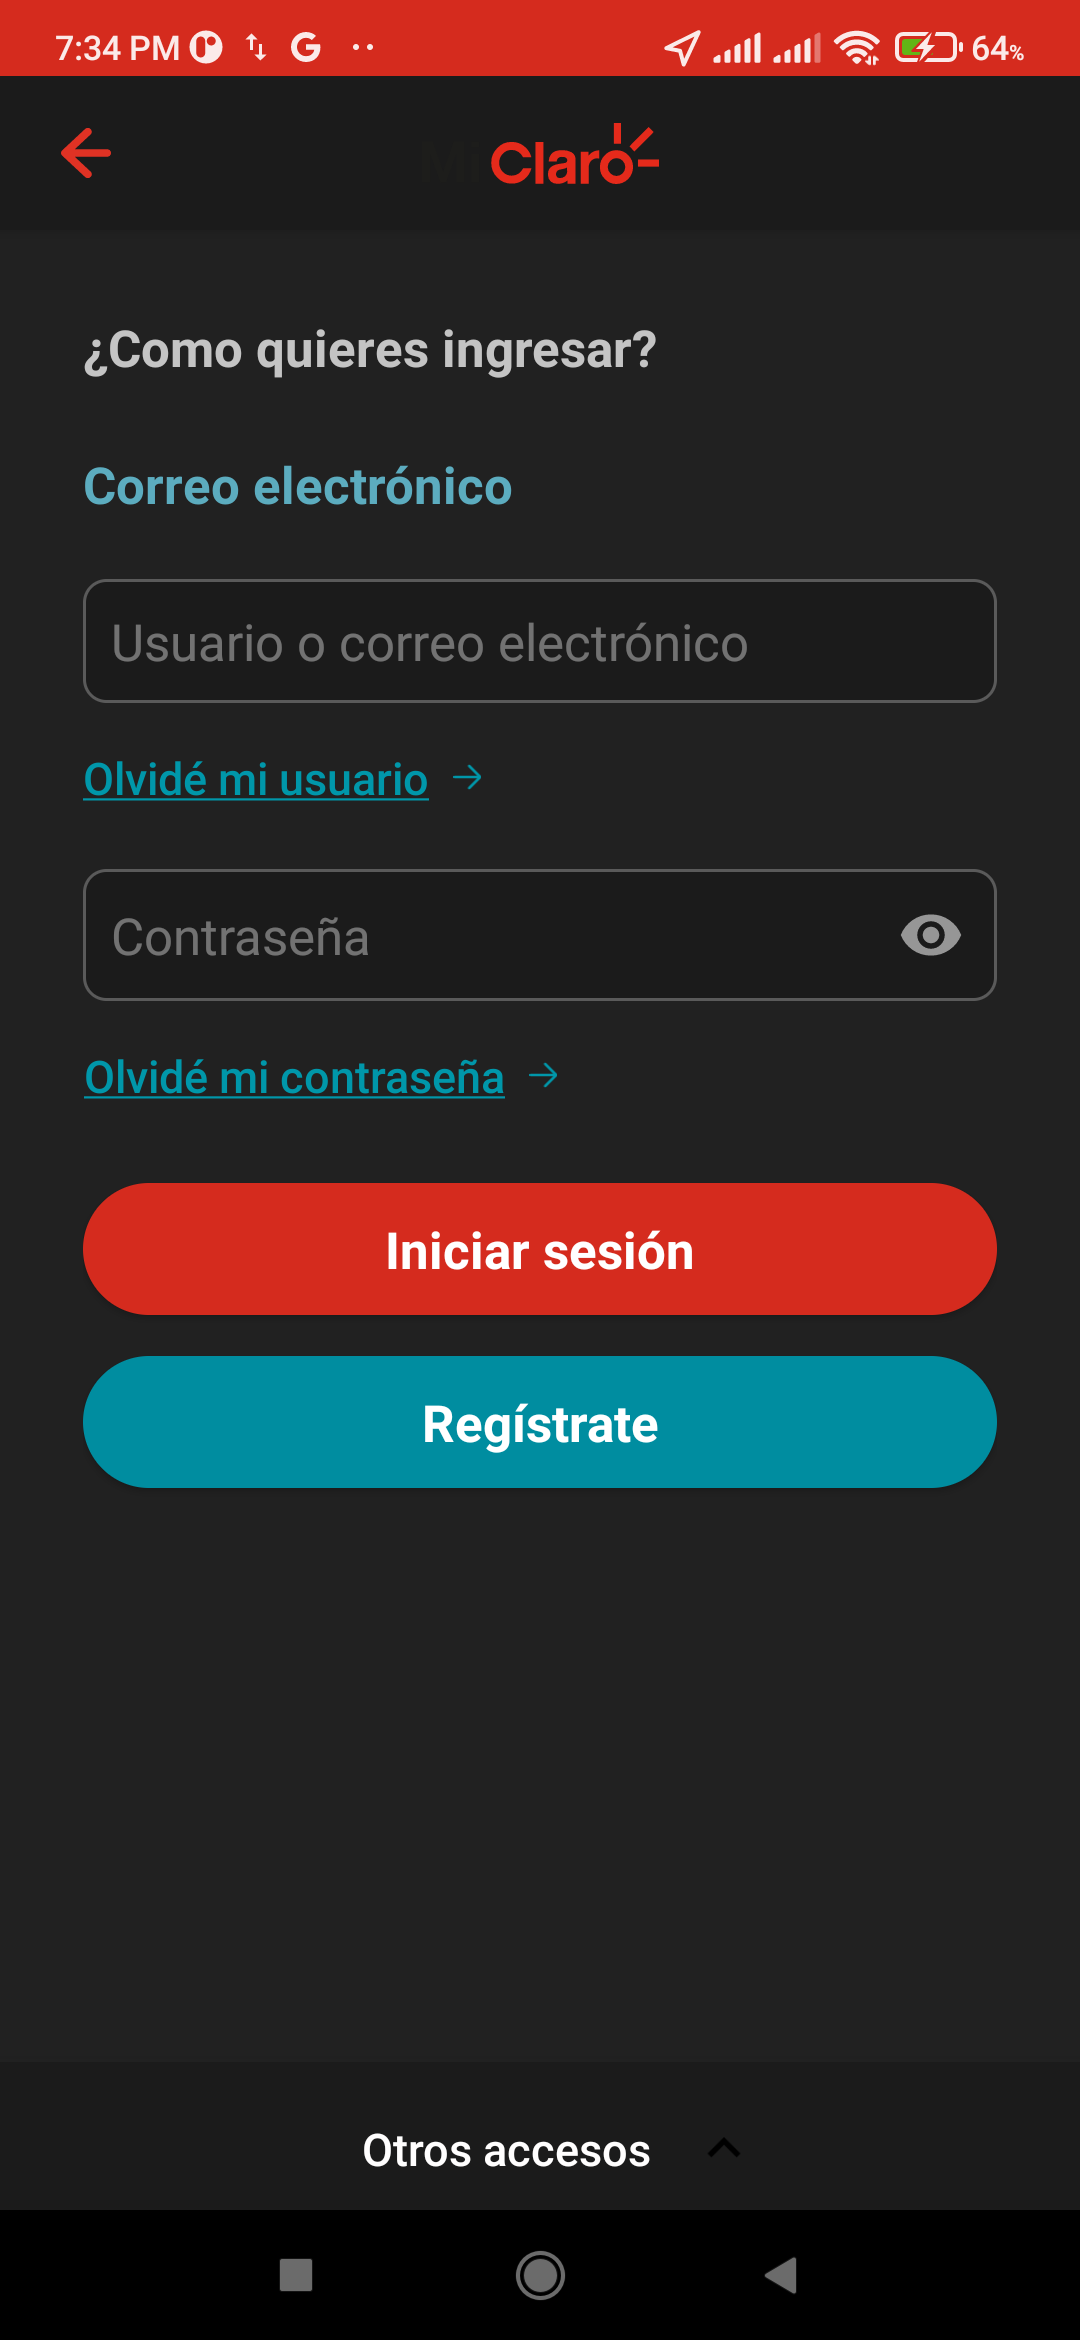 7:34 PM
64%
Mi Claro
¿Como quieres ingresar?
Correo electrónico
Usuario o correo electrónico
Olvidé mi usuario
Contraseña
Olvidé mi contraseña
Iniciar sesión
Regístrate
Otros accesos